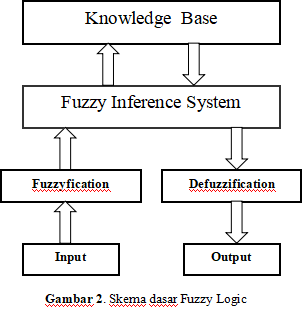 Knowledge Base
Fuzzy Inference System
Fuzzyfication
Defuzzification
Input
Output
Gambar 2. Skema dasar Fuzzy Logic